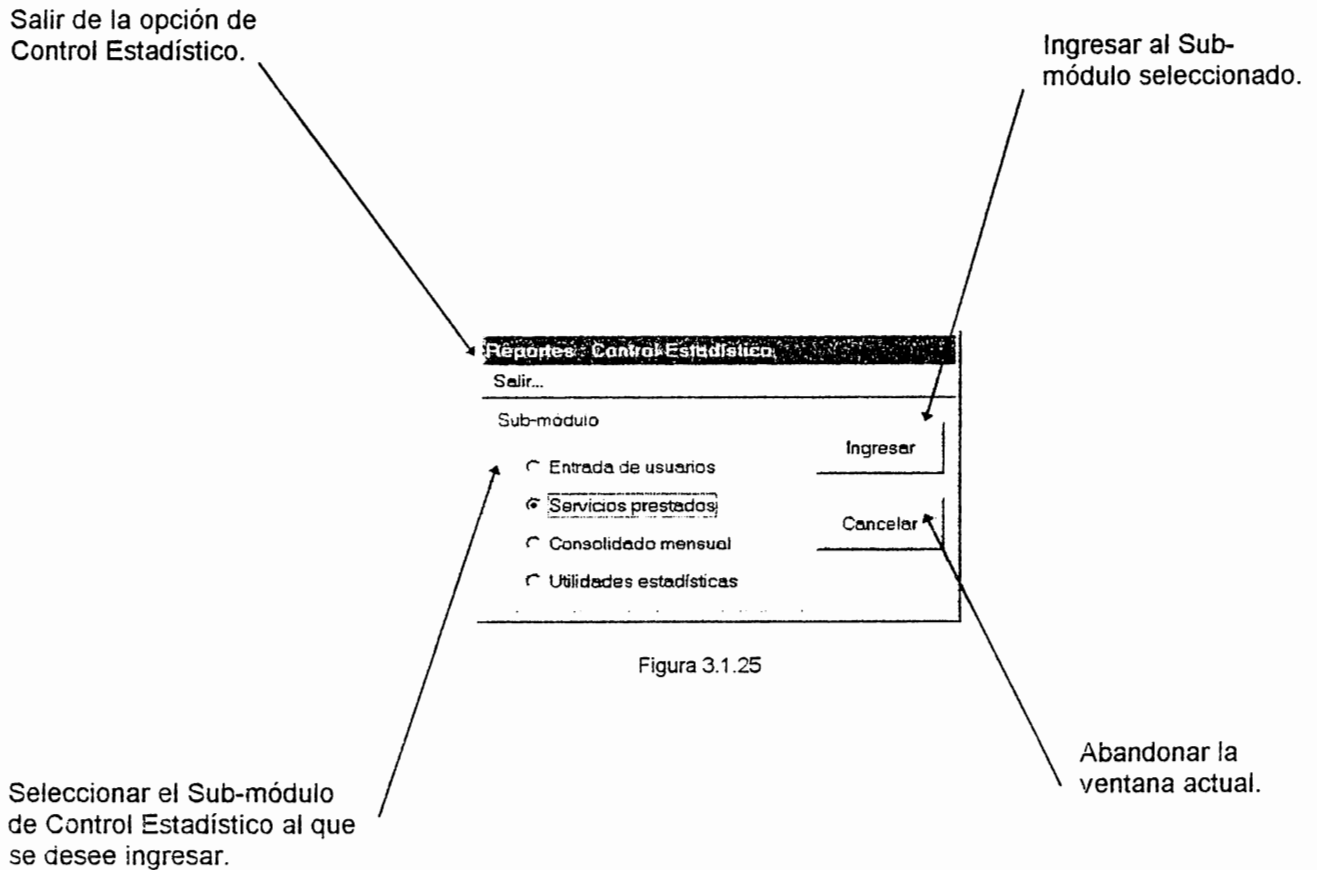 Salir de la opción de
Control Estadístico.
Ingresar al Sub-
módulo seleccionado.
Reportes : Control Estadístico
Salir...
Sub-módulo
Entrada de usuarios
Servicios prestados
Consolidado mensual
Utilidades estadísticas
Ingresar
Cancelar
Figura 3.1.25
Abandonar la
ventana actual.
Seleccionar el Sub-módulo
de Control Estadístico al que
se desee ingresar.